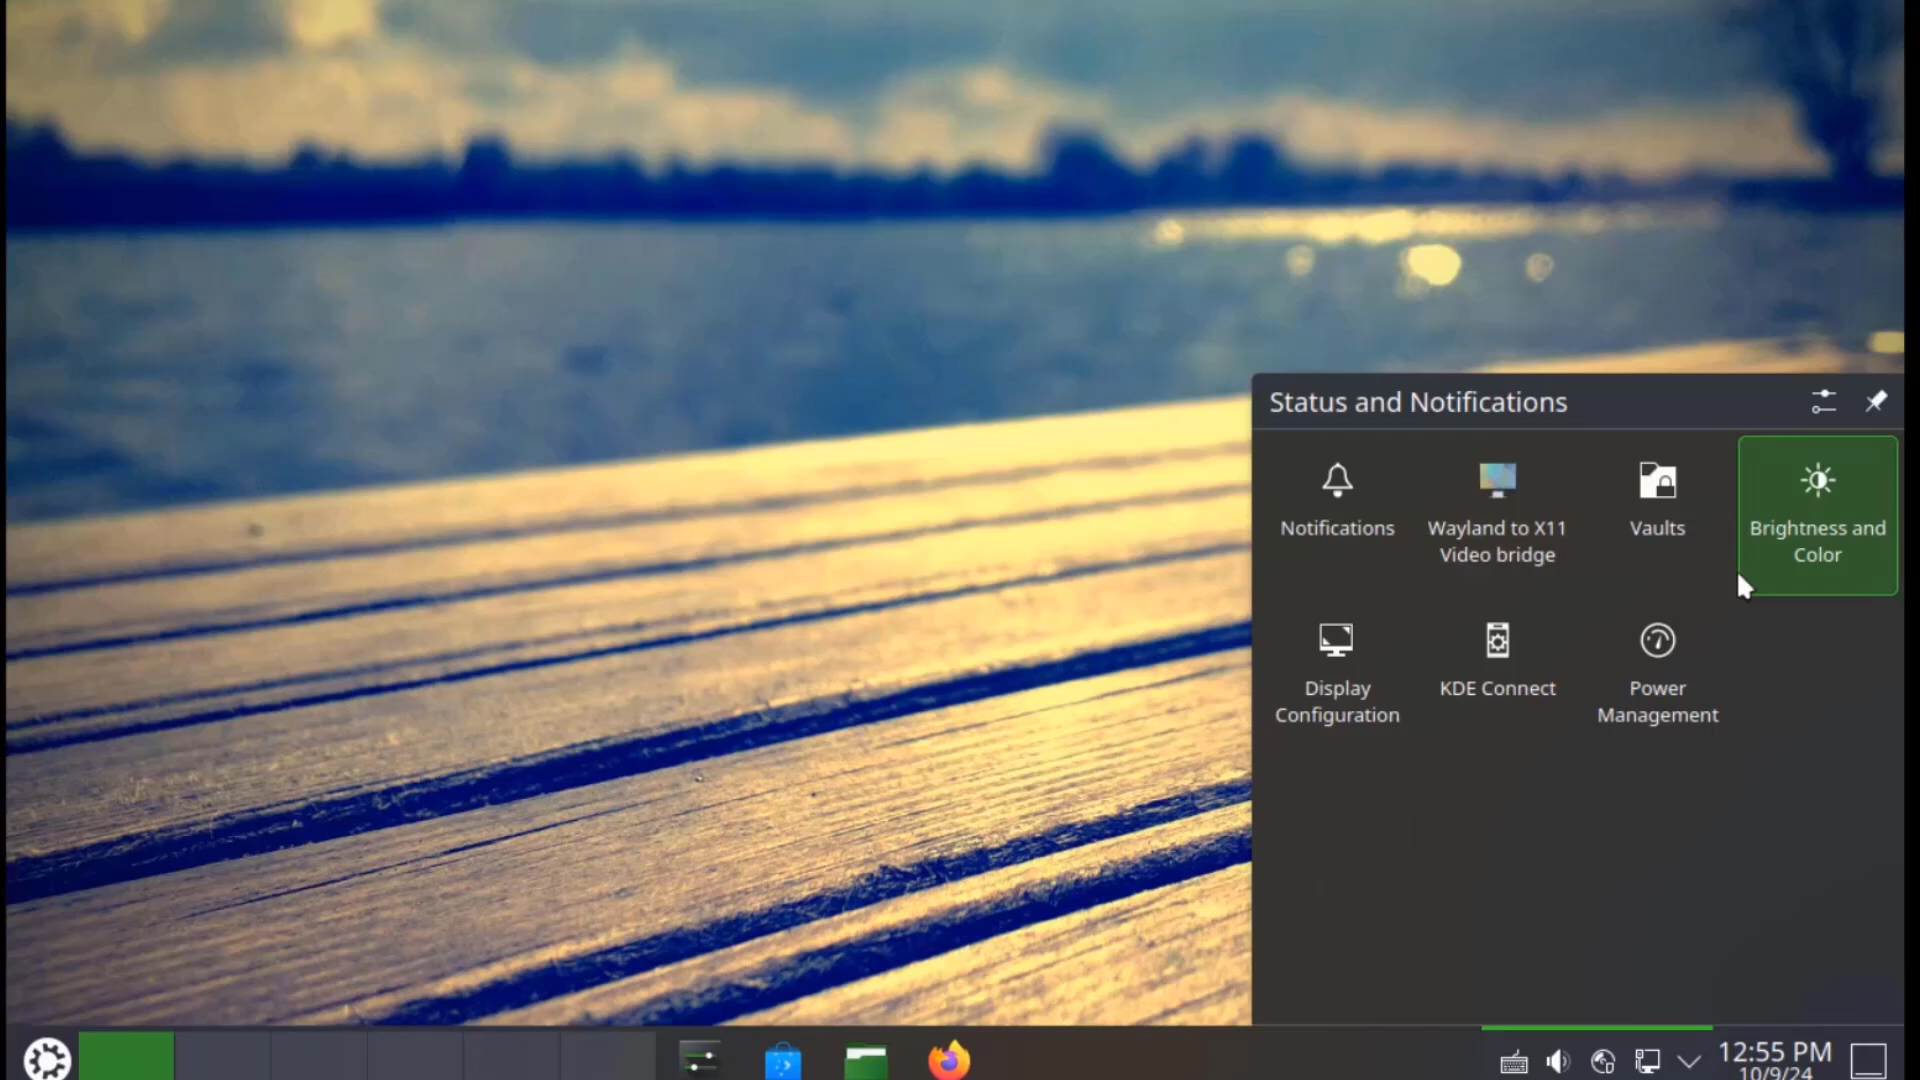 Status and Notifications
Notifications
Wayland to X11
Video bridge
Vaults
Brightness and
Color
Display
Configuration
KDE Connect
Power
Management
12:55 PM
10/9/24